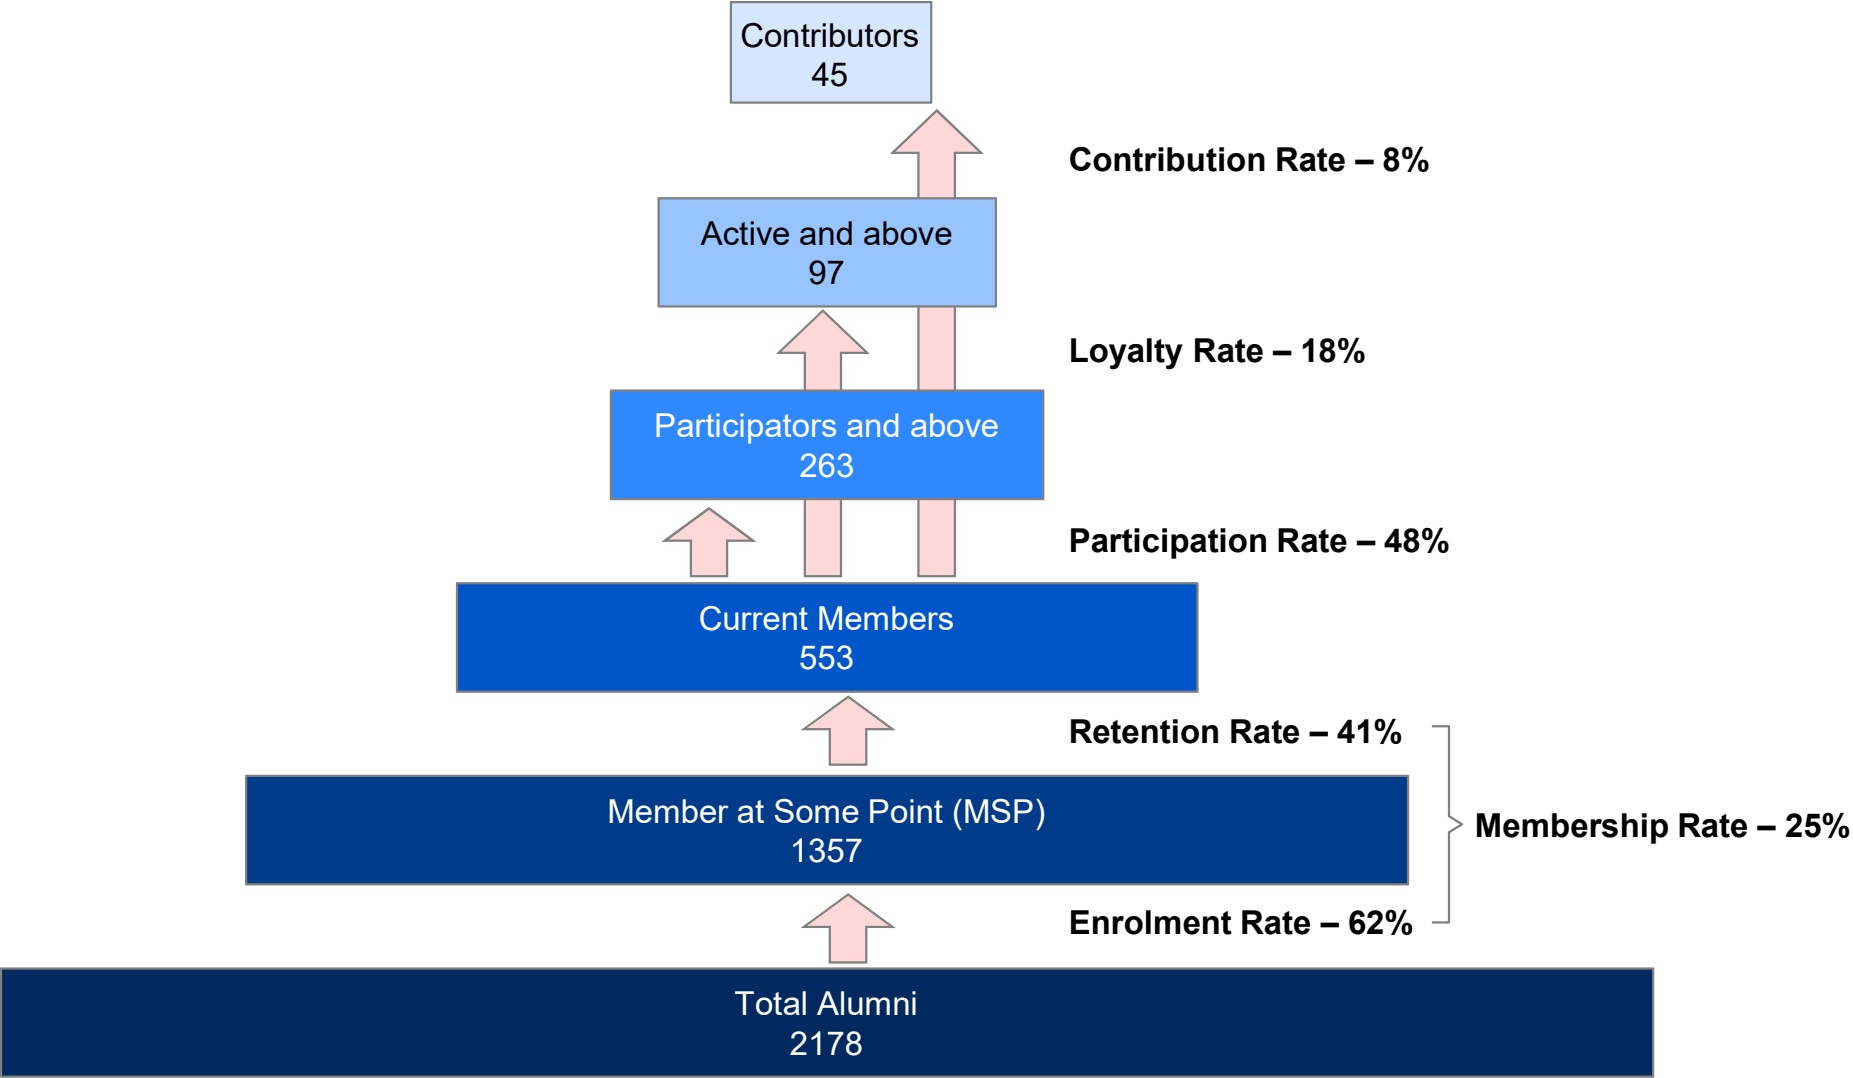 Contributors
45
Contribution Rate – 8%
Active and above
97
Loyalty Rate – 18%
Participators and above
263
Participation Rate – 48%
Current Members
553
Retention Rate – 41%
Member at Some Point (MSP)
1357
Membership Rate – 25%
Enrolment Rate – 62%
Total Alumni
2178